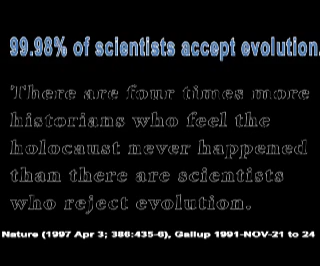 99.98% of scientists accept evolution.
There are four times more
historians who feel the
holocaust never happened
than there are scientists
who reject evolution.
Nature (1997 Apr 3; 386:435-6), Gallup 1991-NOV-21 to 24